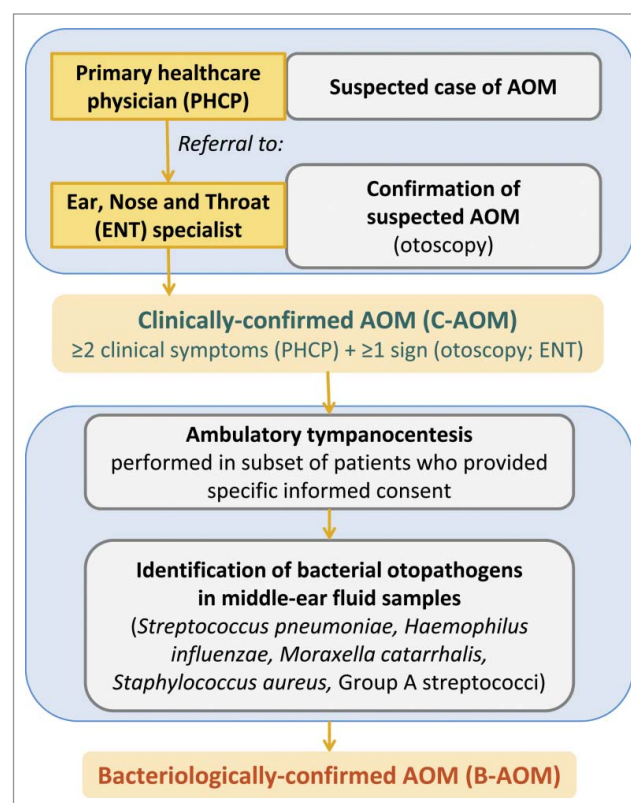 Primary healthcare
physician (PHCP)
Suspected case of AOM
Referral to:
Ear, Nose and Throat
(ENT) specialist
Confirmation of
suspected AOM
(otoscopy)
Clinically-confirmed AOM (C-AOM)
≥2 clinical symptoms (PHCP) + ≥1 sign (otoscopy; ENT)
Ambulatory tympanocentesis
performed in subset of patients who provided
specific informed consent
Identification of bacterial otopathogens
in middle-ear fluid samples
(Streptococcus pneumoniae, Haemophilus
influenzae, Moraxella catarrhalis,
Staphylococcus aureus, Group A streptococci)
Bacteriologically-confirmed AOM (B-AOM)